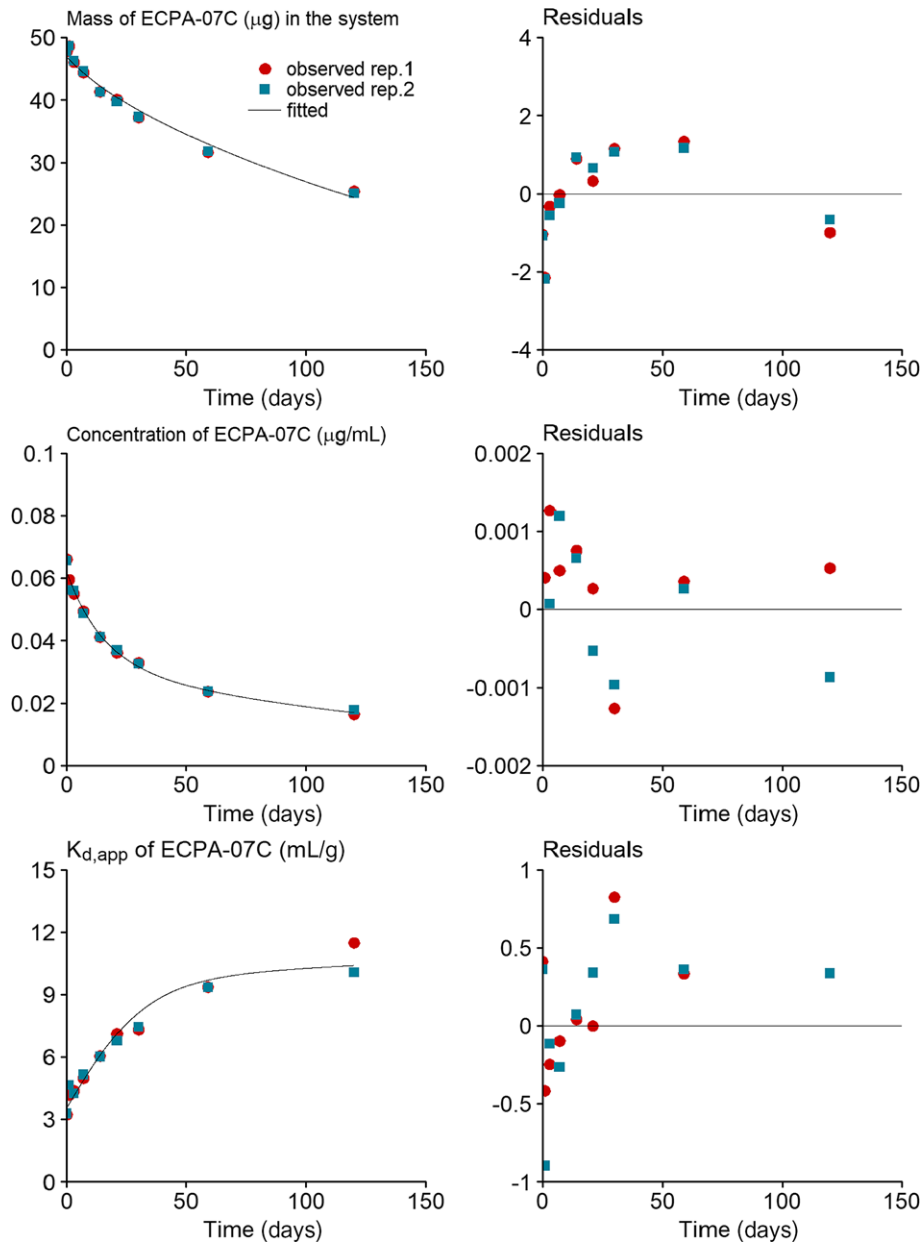 Mass of ECPA-07C (μg) in the system
50
40
30
20
10
0
observed rep.1
observed rep.2
fitted
0 50 100 150
Time (days)
Residuals
4
2
0
-2
-4
0 50 100 150
Time (days)
Concentration of ECPA-07C (μg/mL)
0.1
0.08
0.06
0.04
0.02
0
0 50 100 150
Time (days)
Residuals
0.002
0.001
0
-0.001
-0.002
0 50 100 150
Time (days)
Kd,app of ECPA-07C (mL/g)
15
12
9
6
3
0
0 50 100 150
Time (days)
Residuals
1
0.5
0
-0.5
-1
0 50 100 150
Time (days)